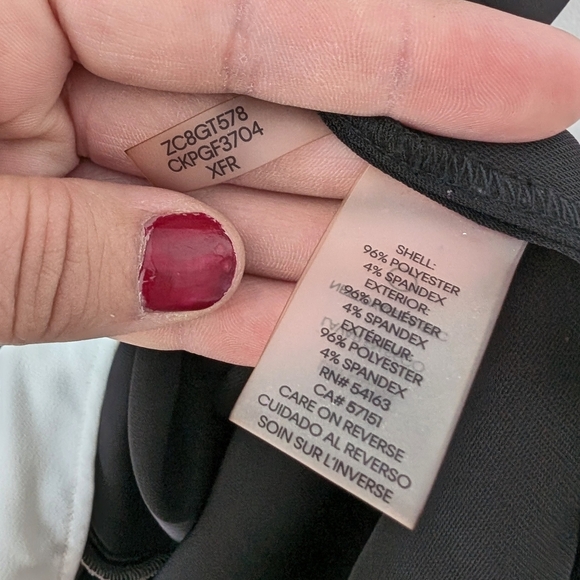 ZC8GT578
CKPGF3704
XFR
SHELL:
96% POLYESTER
4% SPANDEX
EXTERIOR:
96% POLIÉSTER
4% SPANDEX
EXTÉRIEUR:
96% POLYESTER
4% SPANDEX
RN# 54163
CA# 57151
CARE ON REVERSE
CUIDADO AL REVERSO
SOIN SUR L'INVERSE